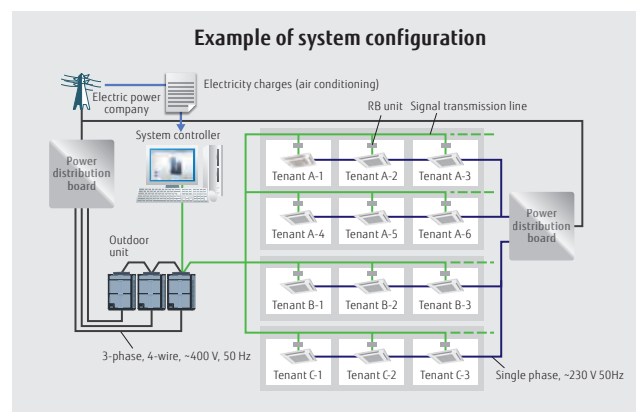 Example of system configuration
Electricity charges (air conditioning)
Electric power
company
RB unit
Signal transmission line
System controller
Power
distribution
board
Tenant A-1
Tenant A-2
Tenant A-3
Tenant A-4
Tenant A-5
Tenant A-6
Power
distribution
board
Outdoor
unit
Tenant B-1
Tenant B-2
Tenant B-3
3-phase, 4-wire, ~400 V, 50 Hz
Tenant C-1
Tenant C-2
Tenant C-3
Single phase, ~230 V 50Hz